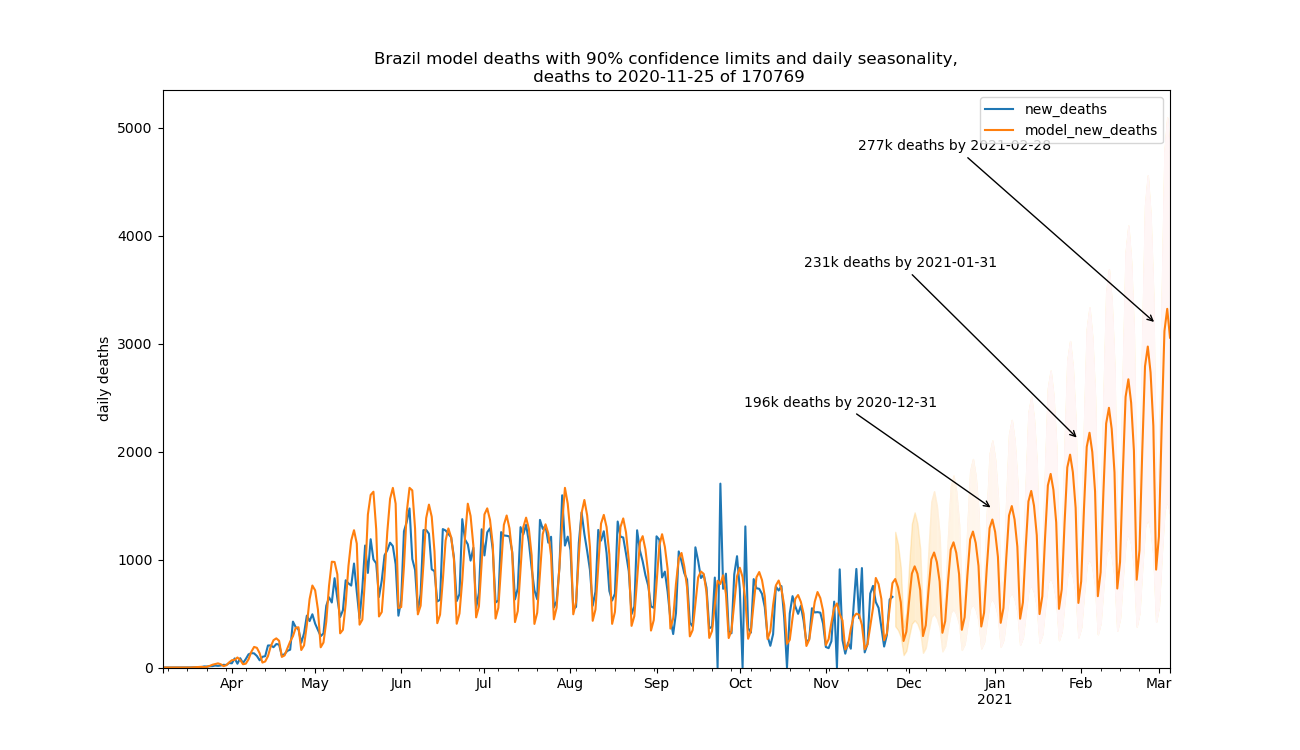 Brazil model deaths with 90% confidence limits and daily seasonality,
deaths to 2020-11-25 of 170769
new_deaths
model_new_deaths
277k deaths by 2021-02-28
231k deaths by 2021-01-31
196k deaths by 2020-12-31
daily deaths
5000
4000
3000
2000
1000
0
Apr May Jun Jul Aug Sep Oct Nov Dec Jan Feb Mar
2021